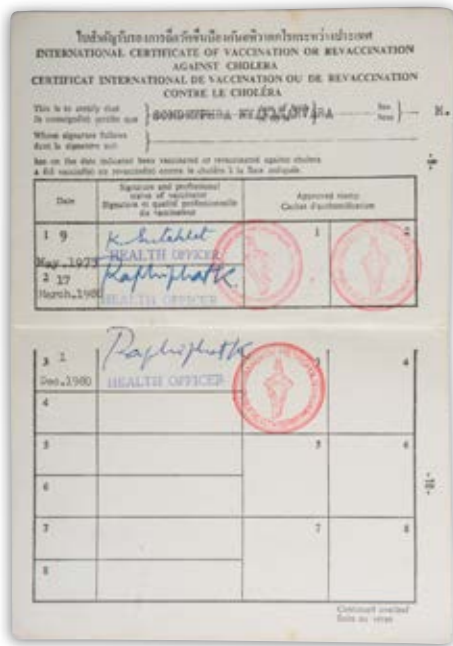 INTERNATIONAL CERTIFICATE OF VACCINATION OR REVACCINATION
AGAINST CHOLERA
CERTIFICAT INTERNATIONAL DE VACCINATION OU DE REVACCINATION
CONTRE LE CHOLÉRA
This is to certify that
Je soussigné(e) certifie que
Whose signature follows
dont la signature suit
M.
has on the date indicated been vaccinated or revaccinated against cholera
a été vacciné(e) ou revacciné(e) contre le choléra à la date indiquée.
-9-
Date
Signature and professional
status of vaccinator
Signature et qualité professionnelle
du vaccinateur
Approved stamp
Cachet d'authentification
1 9
May.1973
HEALTH OFFICER
1
2
2 17
March.1980
HEALTH OFFICER
3 1
Dec.1980
HEALTH OFFICER
3
4
4
5
5
6
6
-10-
7
7
8
8
Continued overleaf
Suite au verso